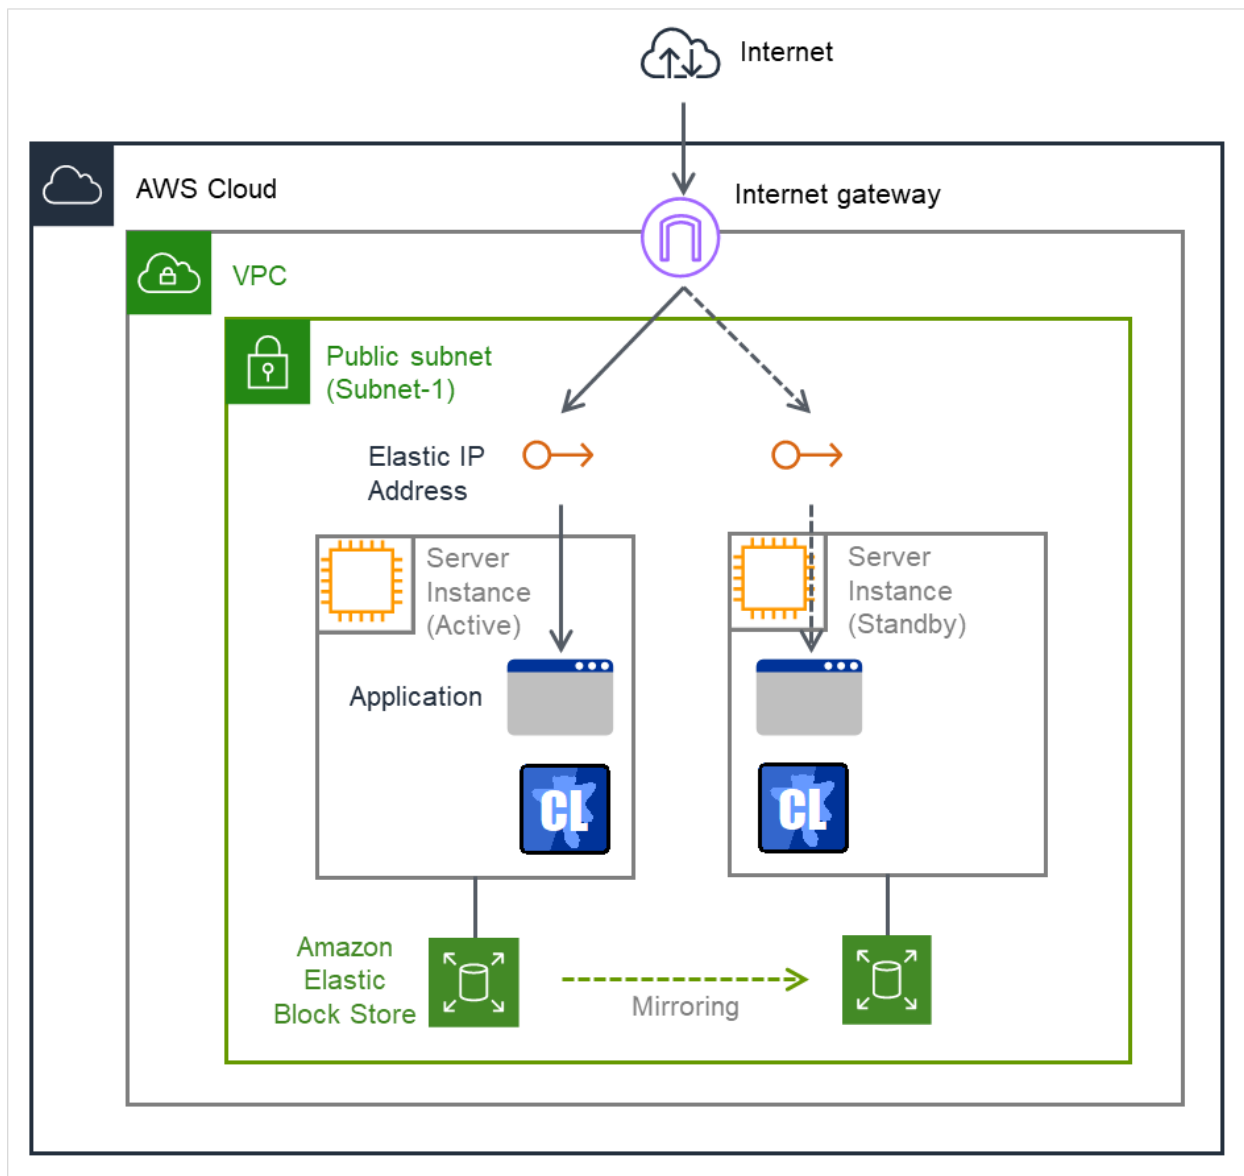 Internet
AWS Cloud
Internet gateway
VPC
Public subnet
(Subnet-1)
Elastic IP
Address
Server
Instance
(Active)
Server
Instance
(Standby)
Application
CL
CL
Amazon
Elastic
Block Store
Mirroring